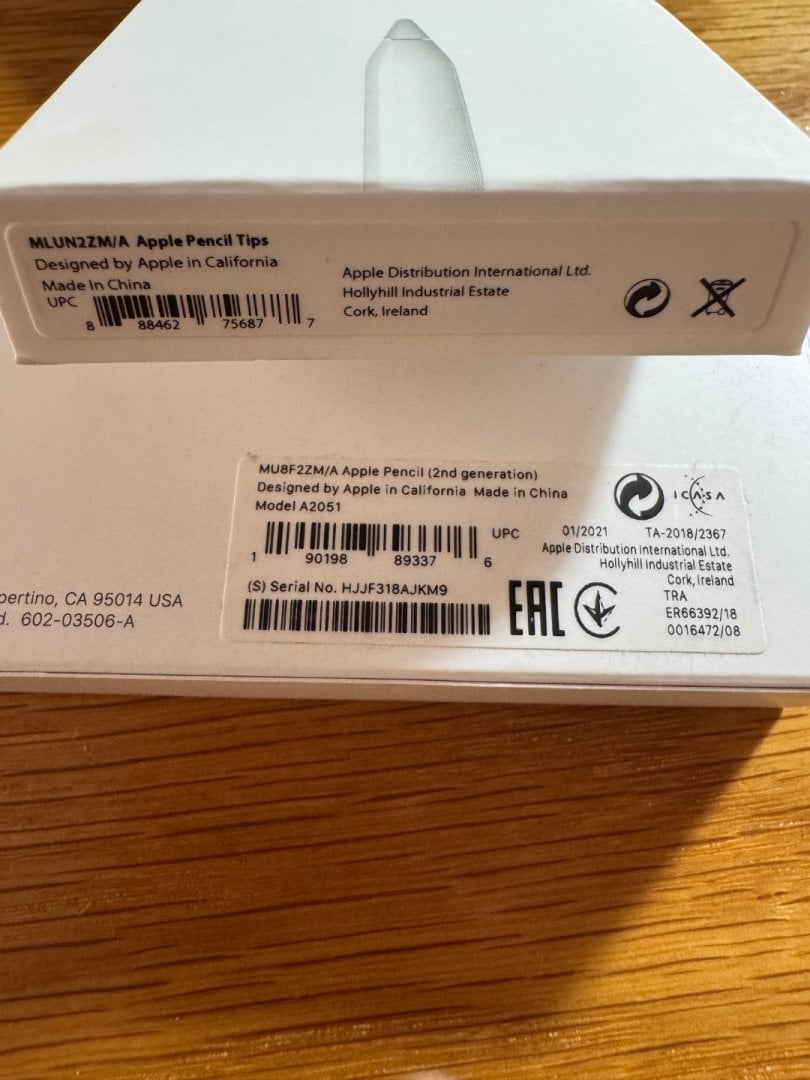 MLUN2ZM/A Apple Pencil Tips
Designed by Apple in California
Made In China
UPC
8 88462 75687 7
Apple Distribution International Ltd.
Hollyhill Industrial Estate
Cork, Ireland
MU8F2ZM/A Apple Pencil (2nd generation)
Designed by Apple in California Made in China
Model A2051
UPC
1 90198 89337 6
(S) Serial No. HJJF318AJKM9
ICASA
01/2021 TA-2018/2367
Apple Distribution International Ltd.
Hollyhill Industrial Estate
Cork, Ireland
EAC
TRA
ER66392/18
0016472/08
pertino, CA 95014 USA
d. 602-03506-A